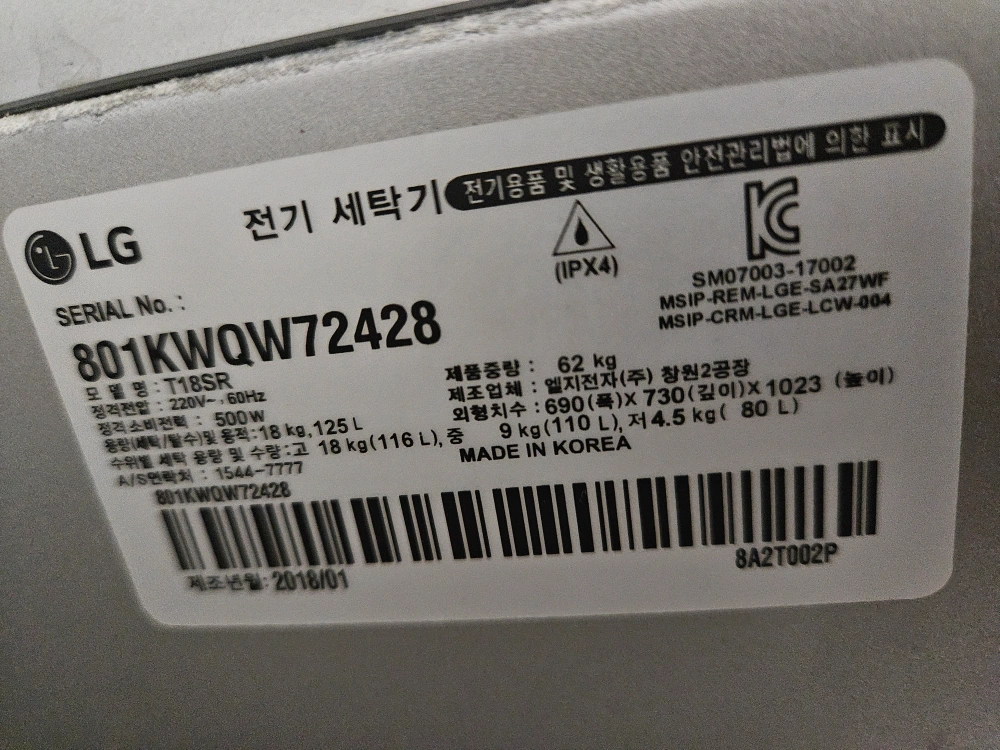 전기용품 및 생활용품 안전관리법에 의한 표시
LG 전기 세탁기
(IPX4)
SM07003-17002
MSIP-REM-LGE-SA27WF
MSIP-CRM-LGE-LCW-004
SERIAL No. :
801KWQW72428
모 델 명 : T18SR
정격전압 : 220V~, 60Hz
정격소비전력 : 500W
용량(세탁/탈수)및 용적:18 kg,125 L
제품중량 : 62 kg
제조업체 : 엘지전자(주) 창원2공장
외형치수 : 690(폭)X 730(깊이)X 1023 (높이)
수위별 세탁 용량 및 수량:고 18 kg(116 L), 중 9 kg(110 L), 저 4.5 kg( 80 L)
A/S연락처 : 1544-7777
MADE IN KOREA
801KWQW72428
제조년월: 2018/01
8A2T002P